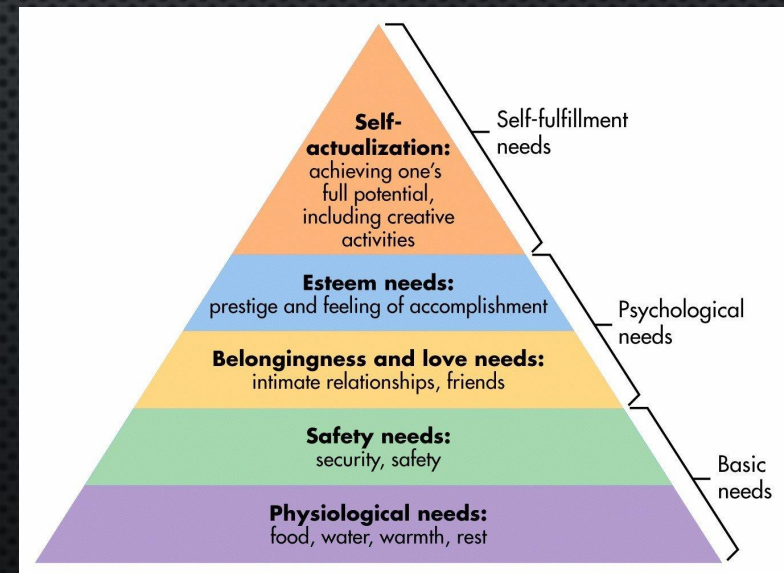 Self-
actualization:
achieving one's
full potential,
including creative
activities
Self-fulfillment
needs
Esteem needs:
prestige and feeling of accomplishment
Psychological
needs
Belongingness and love needs:
intimate relationships, friends
Safety needs:
security, safety
Basic
needs
Physiological needs:
food, water, warmth, rest